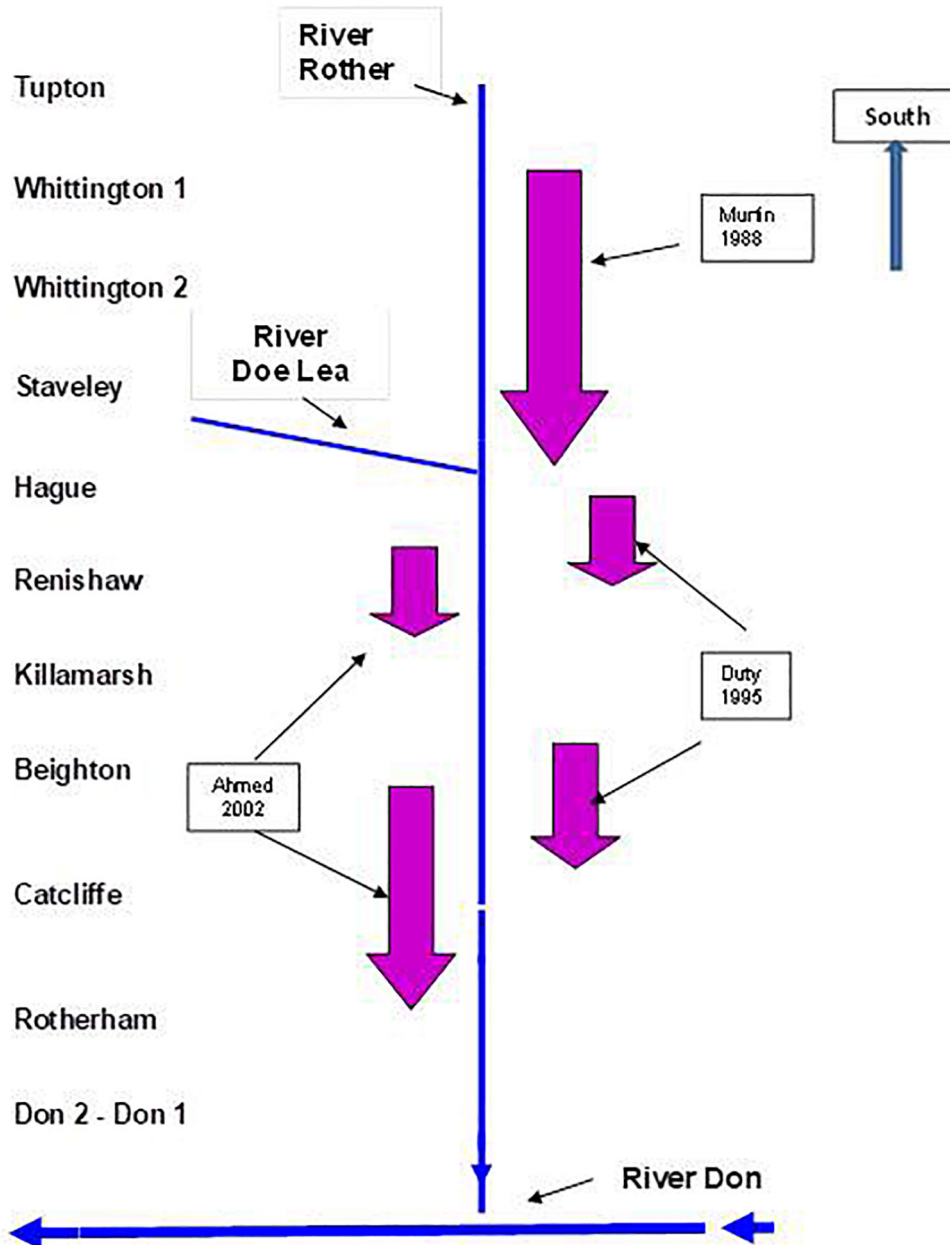 River
Rother
Tupton
South
Whittington 1
Murfin
1988
Whittington 2
River
Doe Lea
Staveley
Hague
Renishaw
Killamarsh
Duty
1995
Beighton
Ahmed
2002
Catcliffe
Rotherham
Don 2 - Don 1
River Don